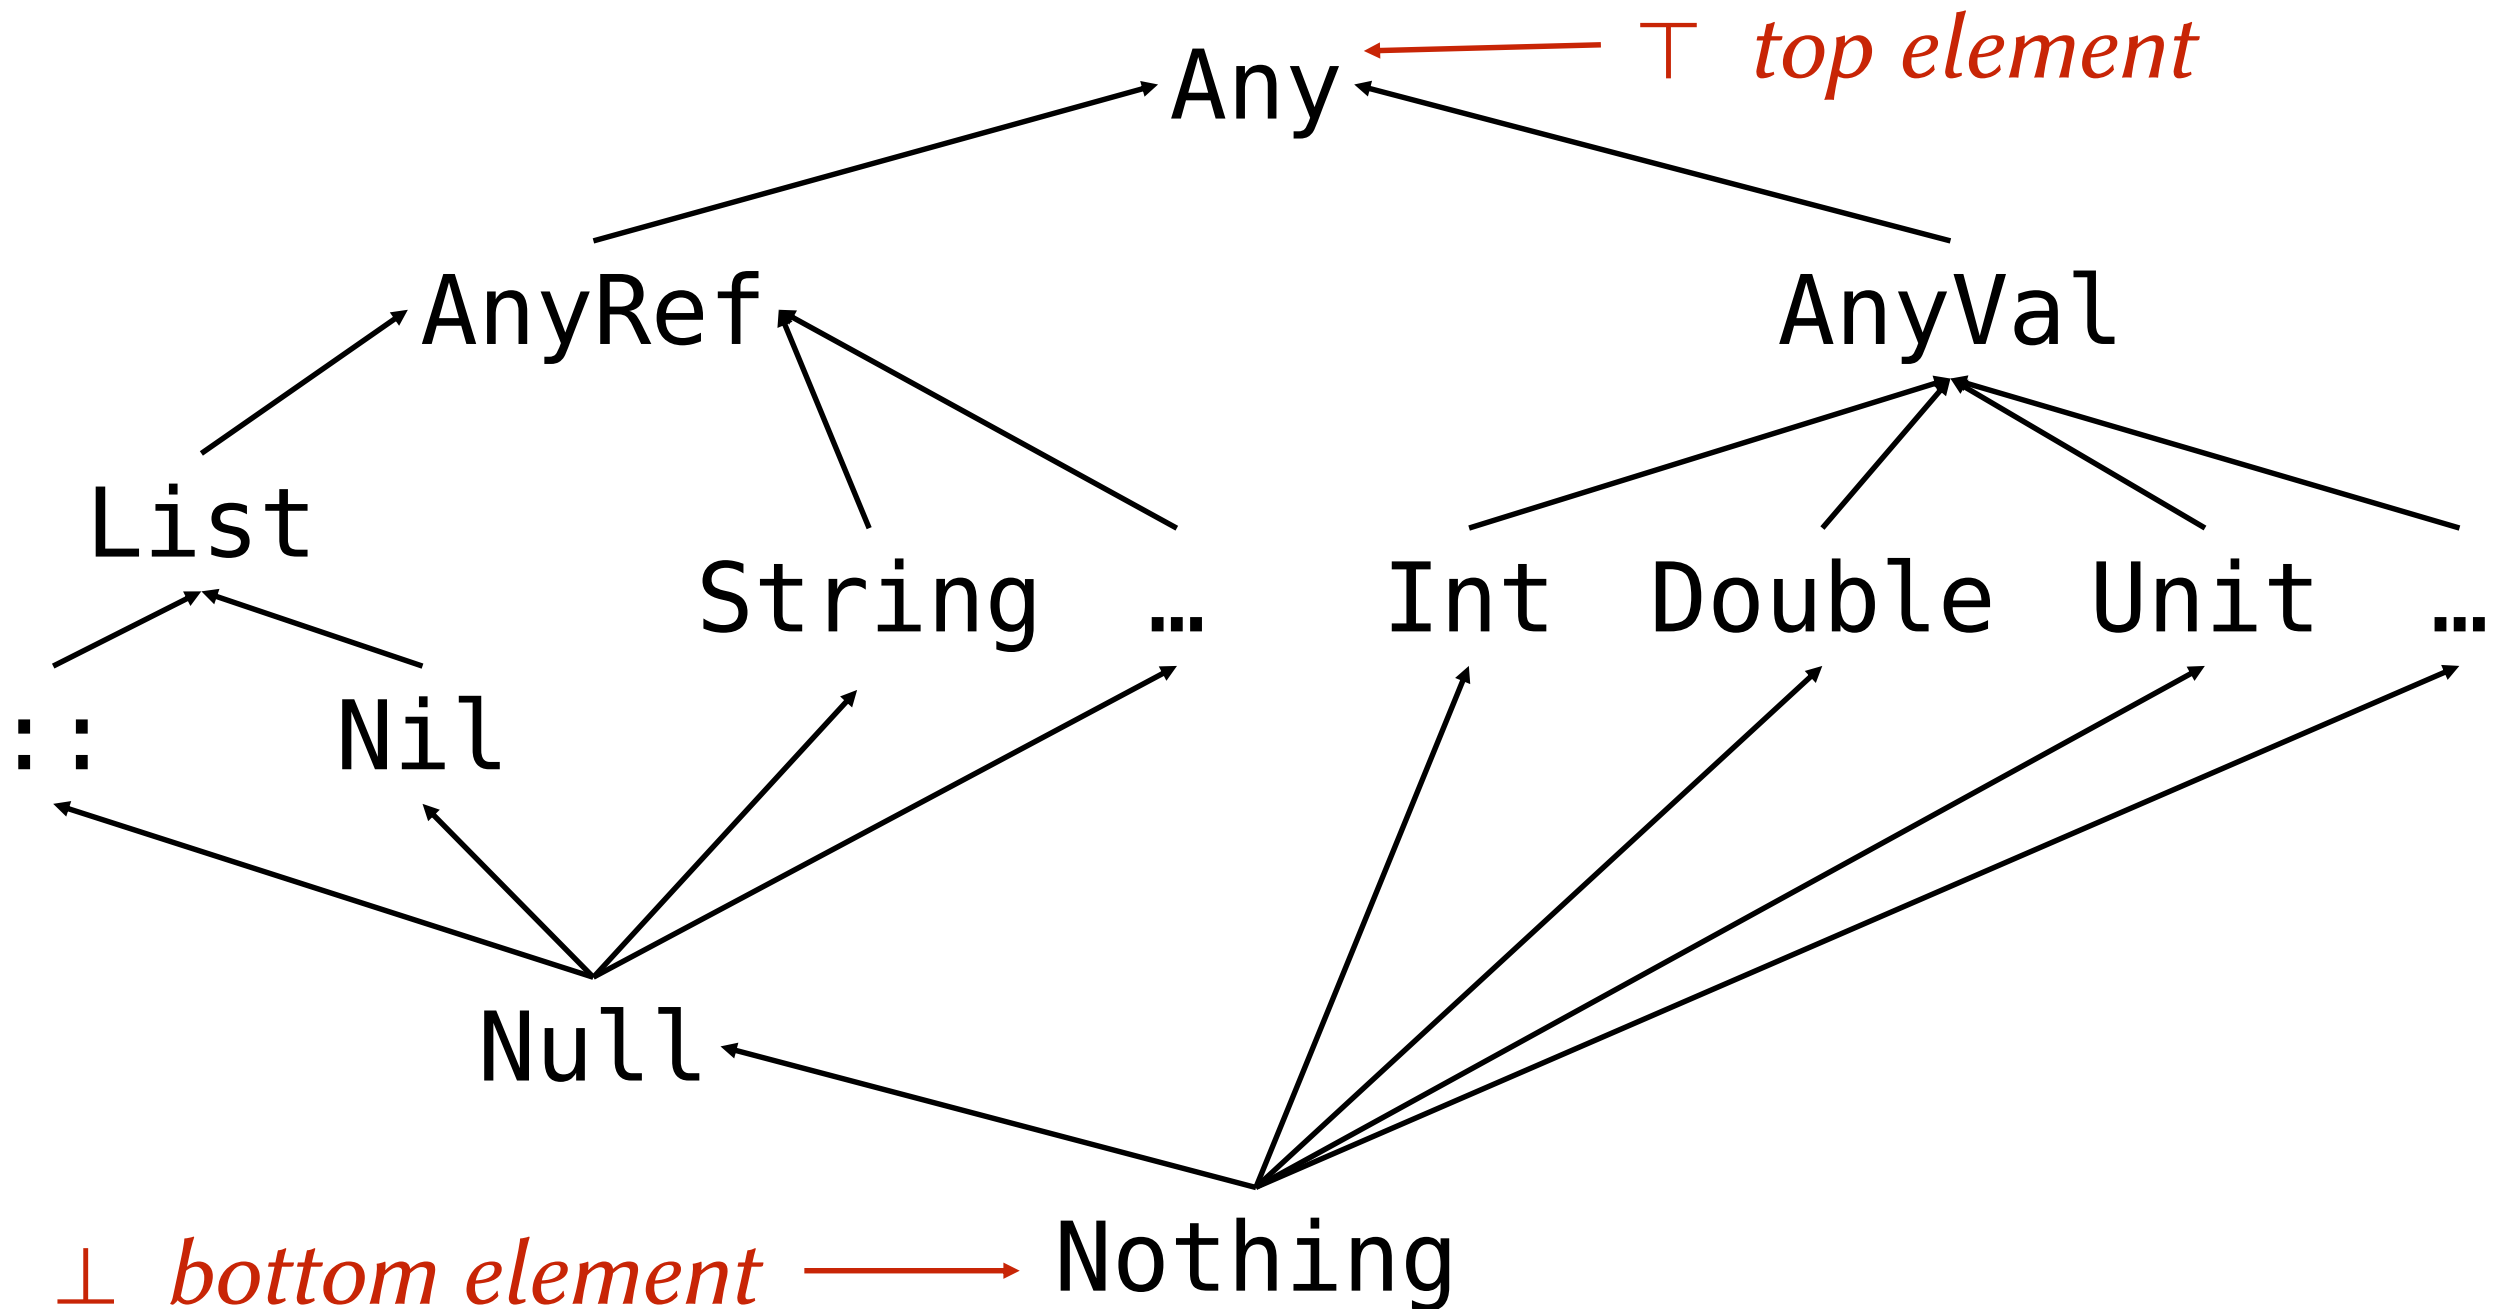 Any
⊤ top element
AnyRef
AnyVal
List
String
…
Int
Double
Unit
…
::
Nil
Null
Nothing
⊥ bottom element